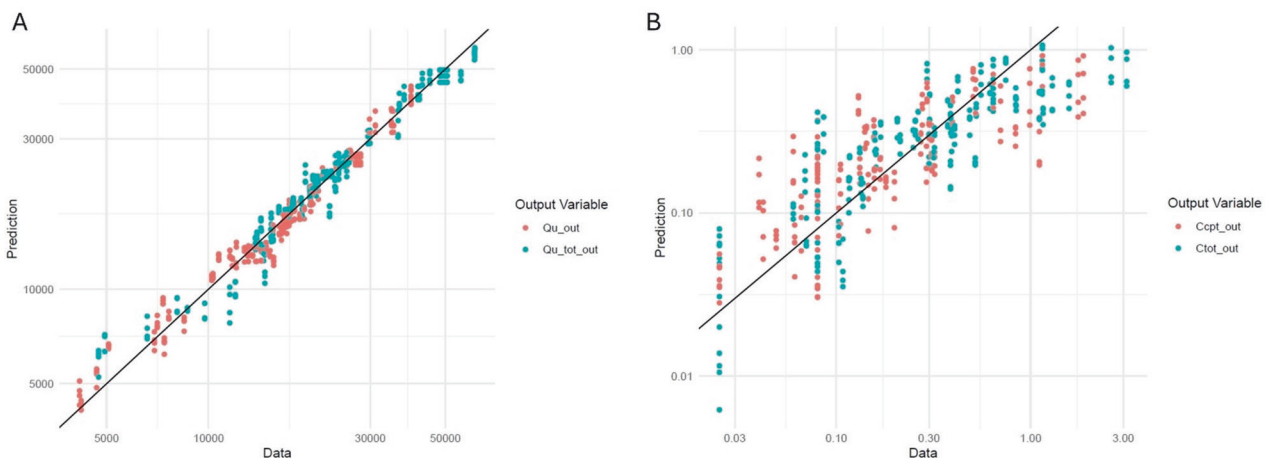 A
50000
30000
10000
5000
Prediction
5000
10000
30000
50000
Data
Output Variable
Qu_out
Qu_tot_out
B
1.00
0.10
0.01
Prediction
0.03
0.10
0.30
1.00
3.00
Data
Output Variable
Ccpt_out
Ctot_out